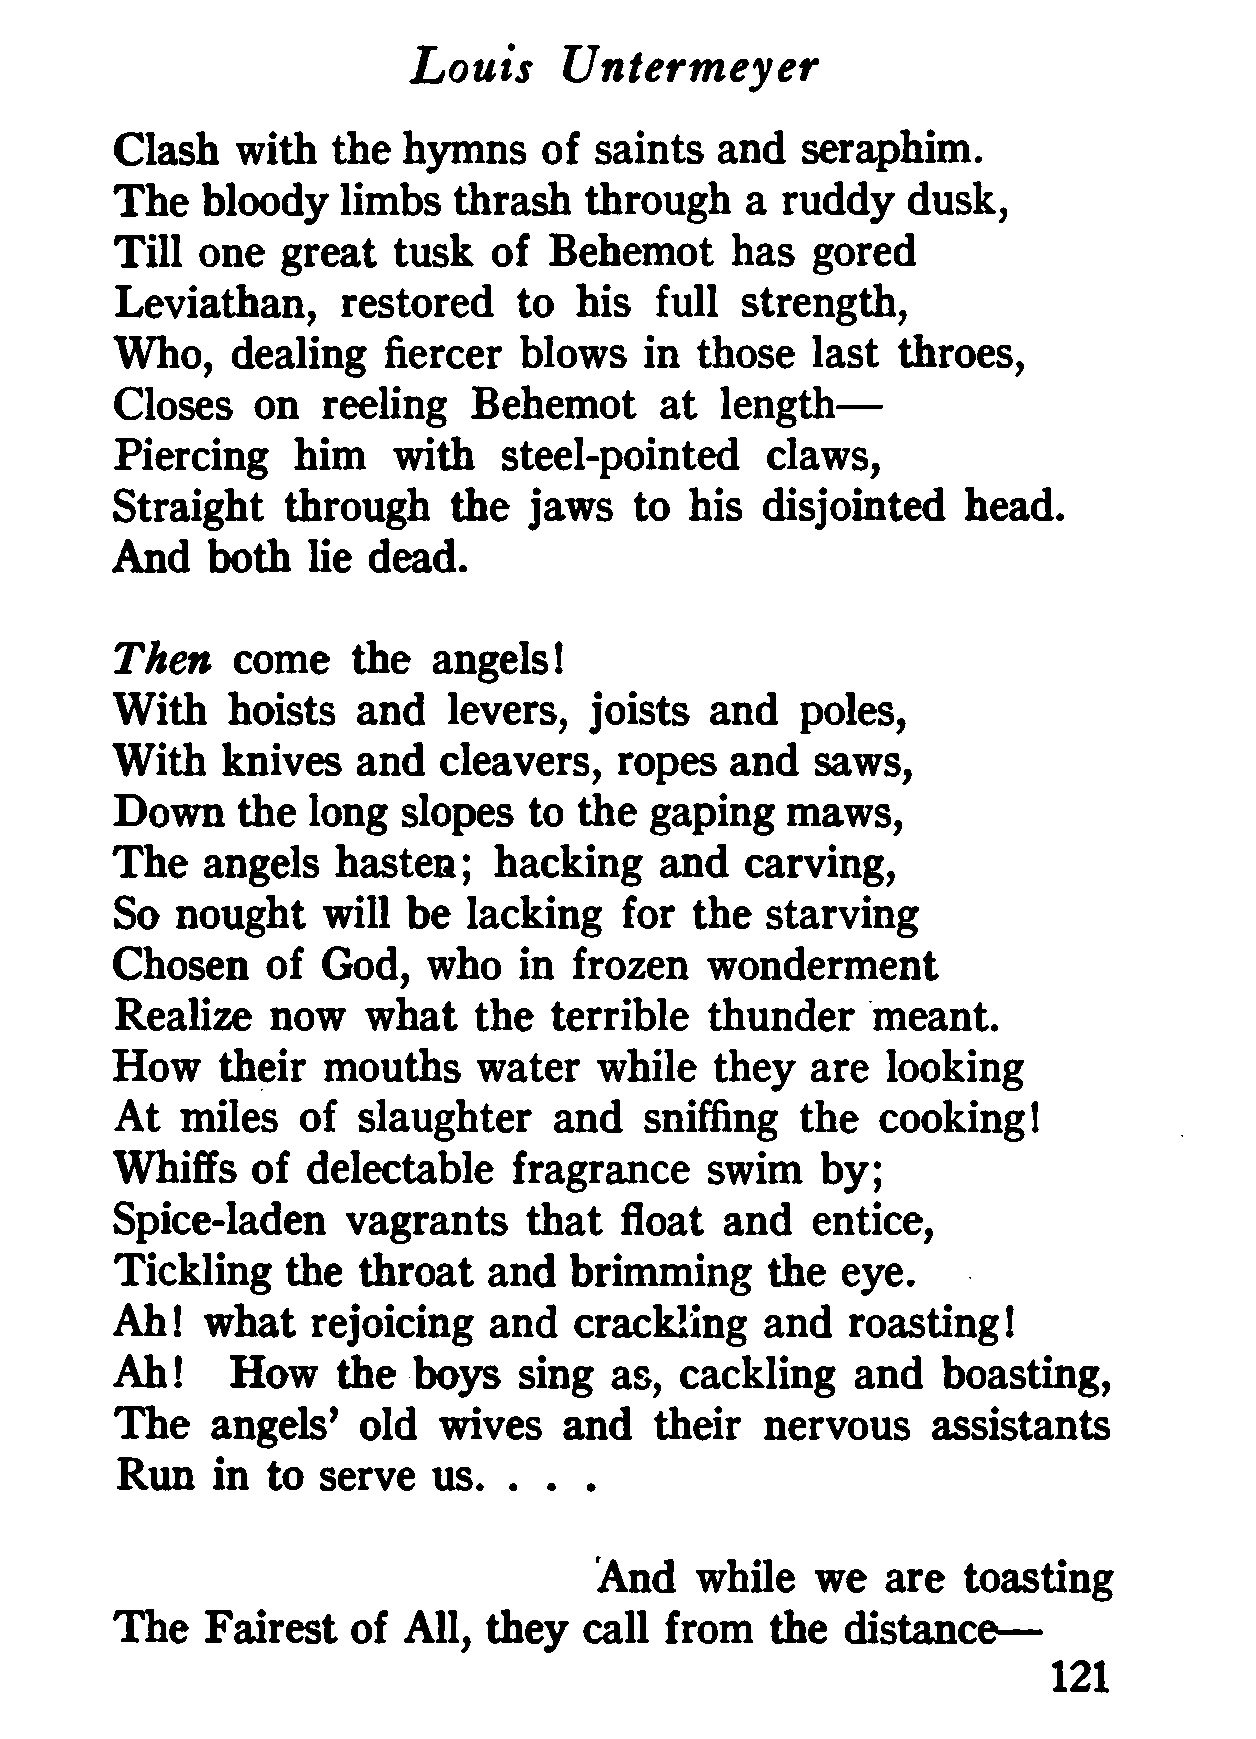 Louis Untermeyer
Clash with the hymns of saints and seraphim.
The bloody limbs thrash through a ruddy dusk,
Till one great tusk of Behemot has gored
Leviathan, restored to his full strength,
Who, dealing fiercer blows in those last throes,
Closes on reeling Behemot at length—
Piercing him with steel-pointed claws,
Straight through the jaws to his disjointed head.
And both lie dead.
Then come the angels!
With hoists and levers, joists and poles,
With knives and cleavers, ropes and saws,
Down the long slopes to the gaping maws,
The angels hasten; hacking and carving,
So nought will be lacking for the starving
Chosen of God, who in frozen wonderment
Realize now what the terrible thunder meant.
How their mouths water while they are looking
At miles of slaughter and sniffing the cooking!
Whiffs of delectable fragrance swim by;
Spice-laden vagrants that float and entice,
Tickling the throat and brimming the eye.
Ah! what rejoicing and crackling and roasting!
Ah! How the boys sing as, cackling and boasting,
The angels' old wives and their nervous assistants
Run in to serve us. . . .
And while we are toasting
The Fairest of All, they call from the distance—
121